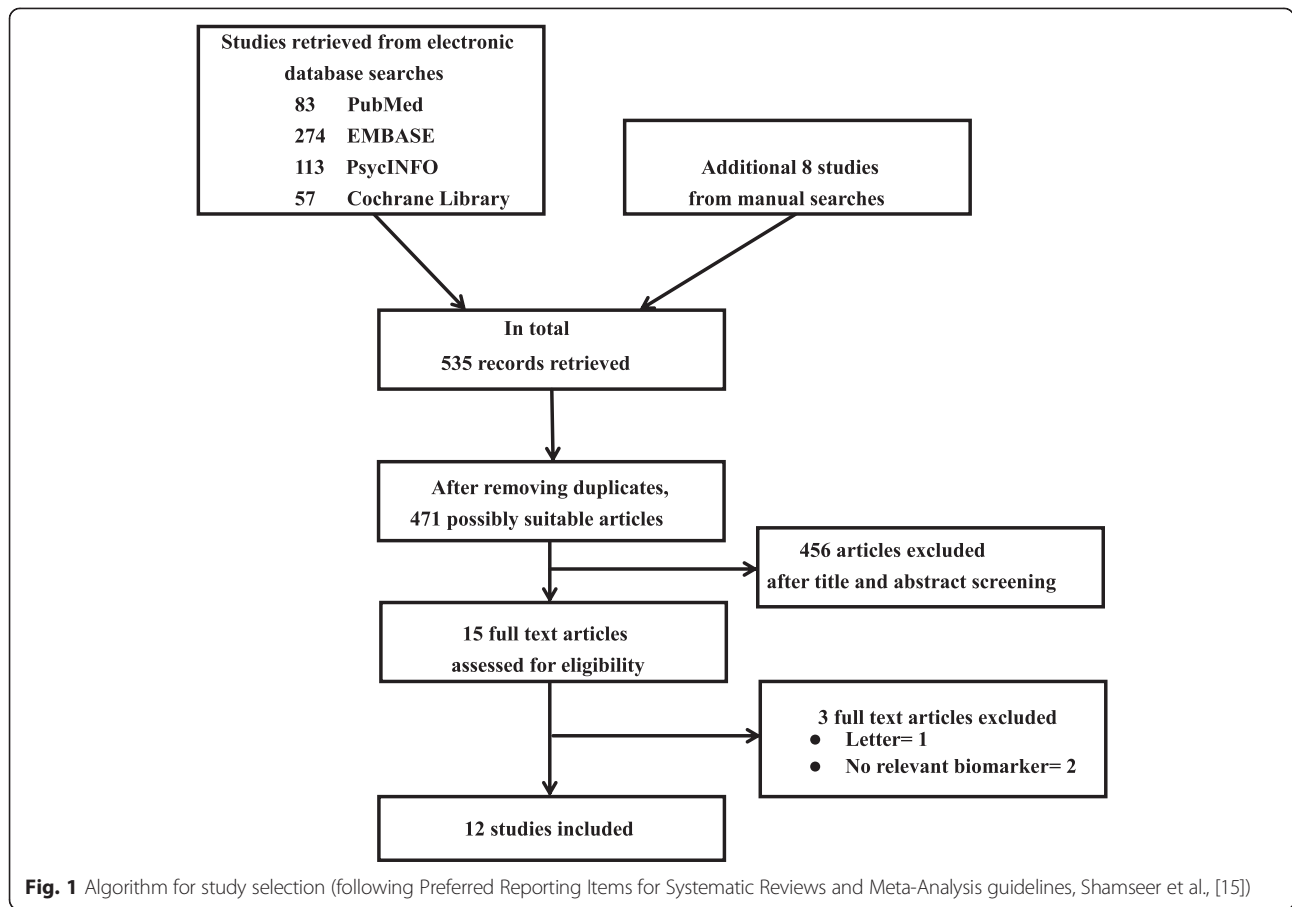 Studies retrieved from electronic
database searches
83 PubMed
274 EMBASE
113 PsycINFO
57 Cochrane Library
Additional 8 studies
from manual searches
In total
535 records retrieved
After removing duplicates,
471 possibly suitable articles
456 articles excluded
after title and abstract screening
15 full text articles
assessed for eligibility
3 full text articles excluded
● Letter= 1
● No relevant biomarker= 2
12 studies included
Fig. 1 Algorithm for study selection (following Preferred Reporting Items for Systematic Reviews and Meta-Analysis guidelines, Shamseer et al., [15])